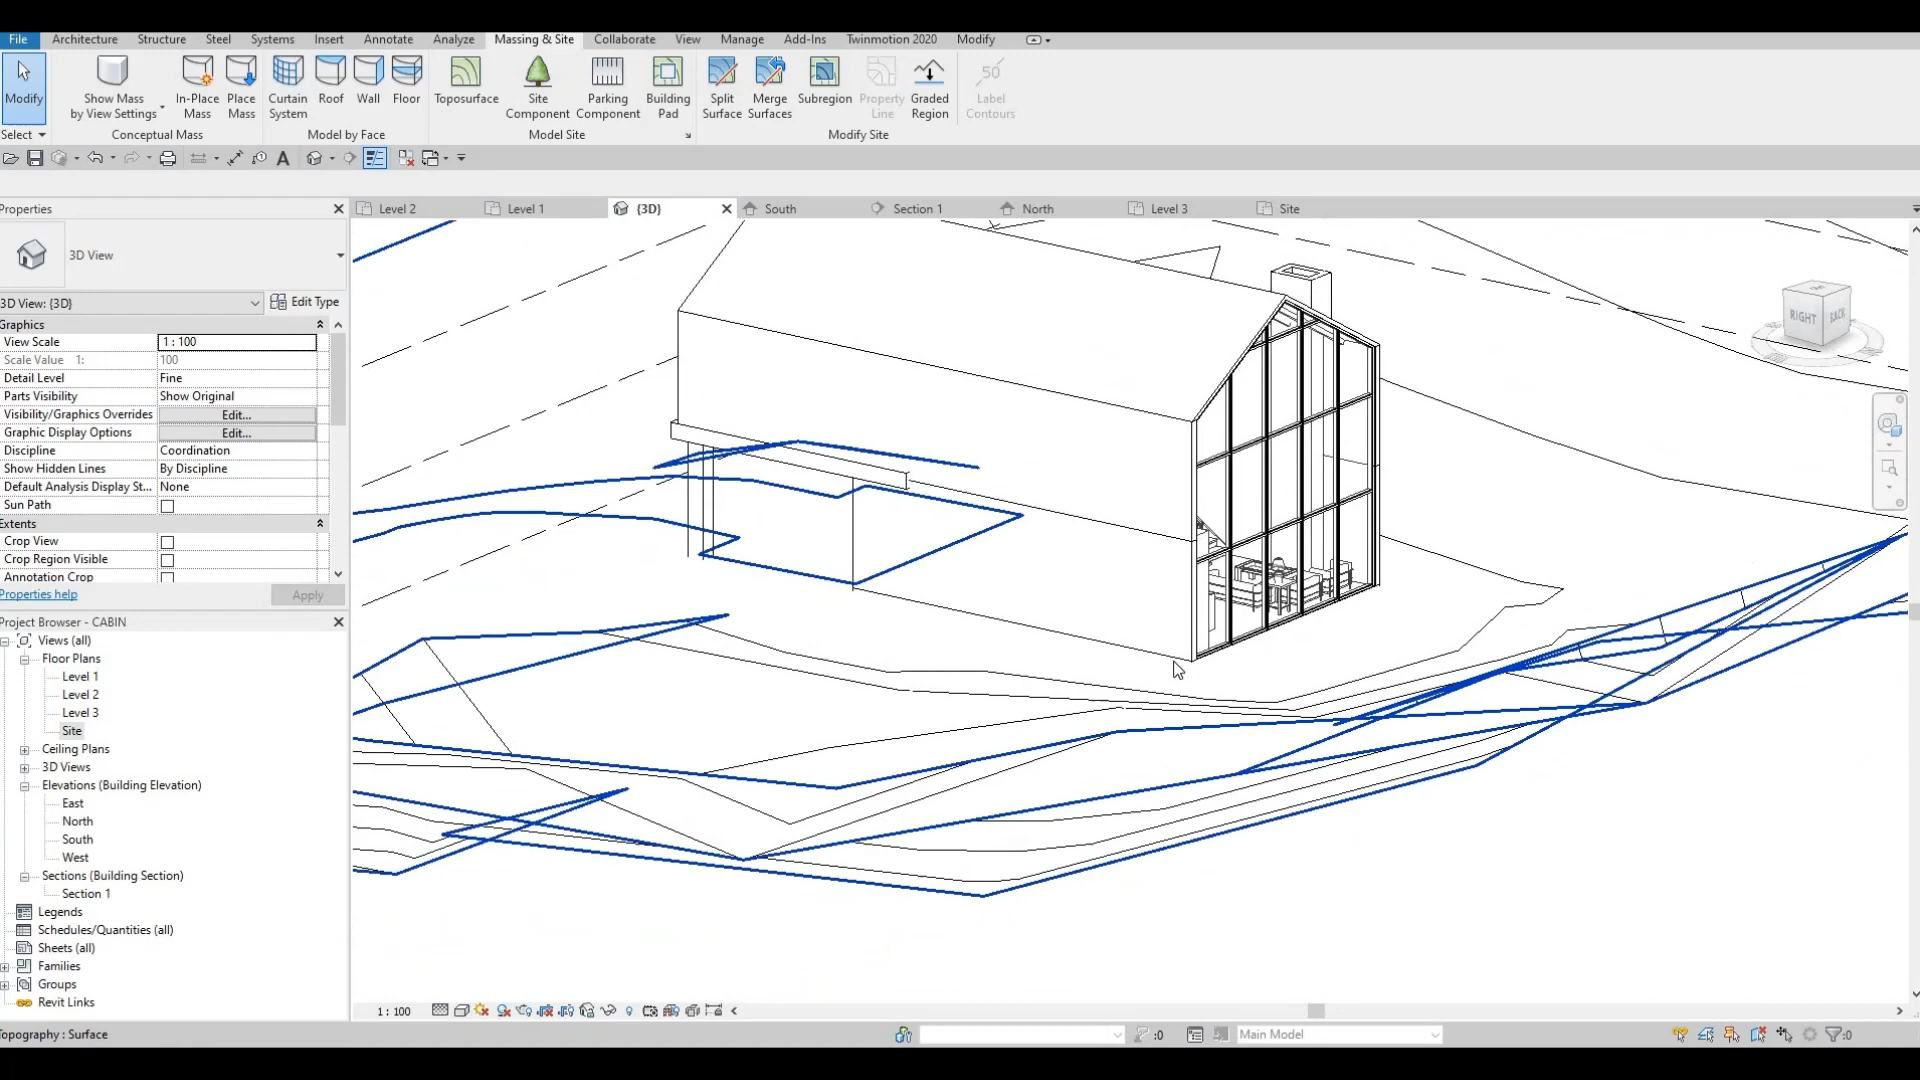 File Architecture Structure Steel Systems Insert Annotate Analyze Massing & Site Collaborate View Manage Add-Ins Twinmotion 2020 Modify
Modify
Show Mass
by View Settings
In-Place
Mass
Place
Mass
Curtain
System
Roof
Wall
Floor
Toposurface
Site
Component
Parking
Component
Building
Pad
Split
Surface
Merge
Surfaces
Subregion
Property
Line
Graded
Region
50
Label
Contours
Select
Conceptual Mass
Model by Face
Model Site
Modify Site
A
Properties
Level 2
Level 1
{3D}
South
Section 1
North
Level 3
Site
3D View
3D View: {3D}
Edit Type
Graphics
View Scale 1 : 100
Scale Value 1: 100
Detail Level Fine
Parts Visibility Show Original
Visibility/Graphics Overrides Edit...
Graphic Display Options Edit...
Discipline Coordination
Show Hidden Lines By Discipline
Default Analysis Display St... None
Sun Path
Extents
Crop View
Crop Region Visible
Annotation Crop
Properties help
Apply
Project Browser - CABIN
Views (all)
Floor Plans
Level 1
Level 2
Level 3
Site
Ceiling Plans
3D Views
Elevations (Building Elevation)
East
North
South
West
Sections (Building Section)
Section 1
Legends
Schedules/Quantities (all)
Sheets (all)
Families
Groups
Revit Links
RIGHT
BACK
1 : 100
Topography : Surface
:0
Main Model
:0